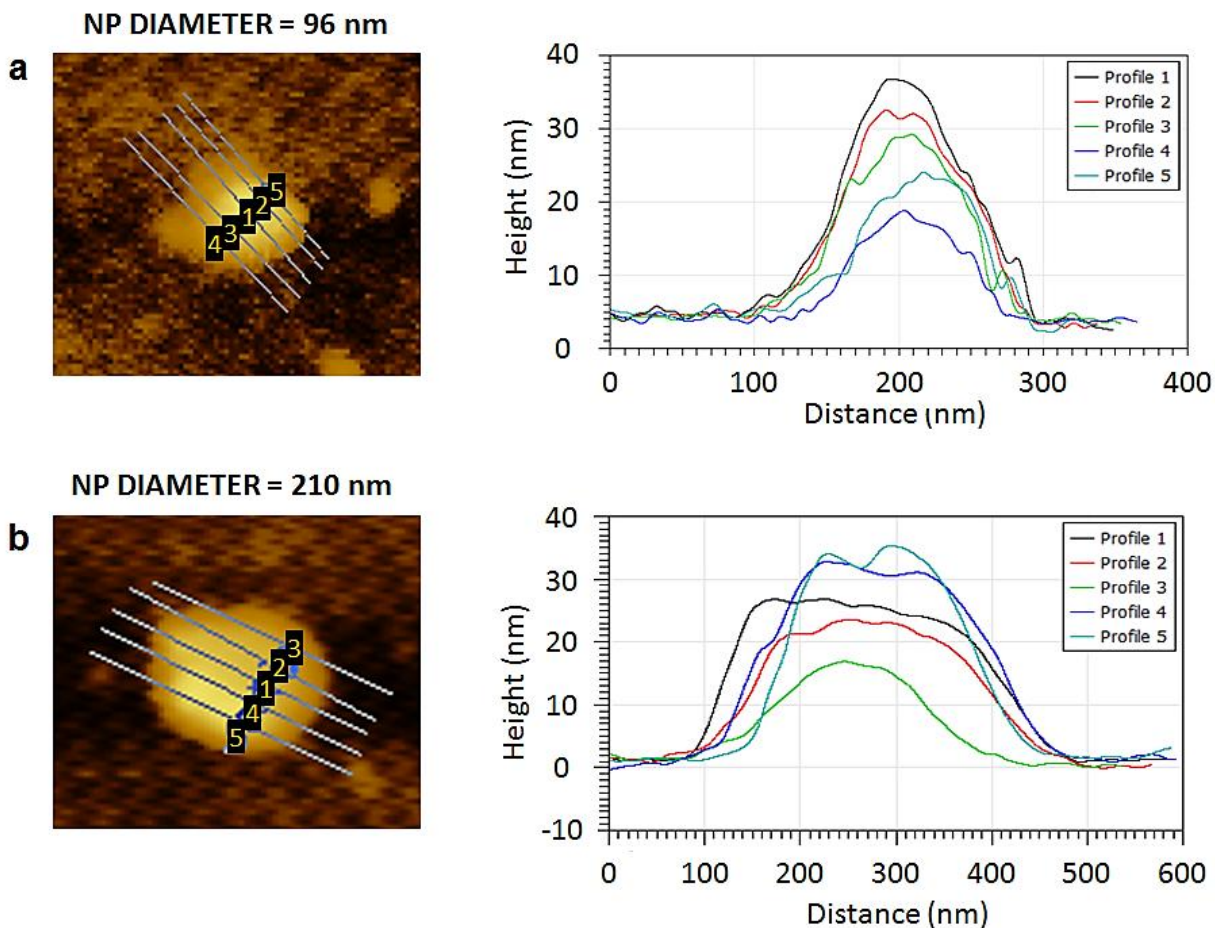 NP DIAMETER = 96 nm
a
5
2
1
3
4
40
30
20
10
0
Height (nm)
Profile 1
Profile 2
Profile 3
Profile 4
Profile 5
0 100 200 300 400
Distance (nm)
NP DIAMETER = 210 nm
b
3
2
1
4
5
40
30
20
10
0
-10
Height (nm)
Profile 1
Profile 2
Profile 3
Profile 4
Profile 5
0 100 200 300 400 500 600
Distance (nm)